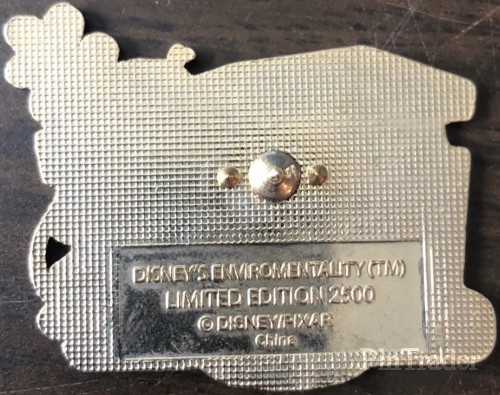 DISNEY'S ENVIROMENTALITY (TM)
LIMITED EDITION 2500
© DISNEY/PIXAR
China
PinTrader